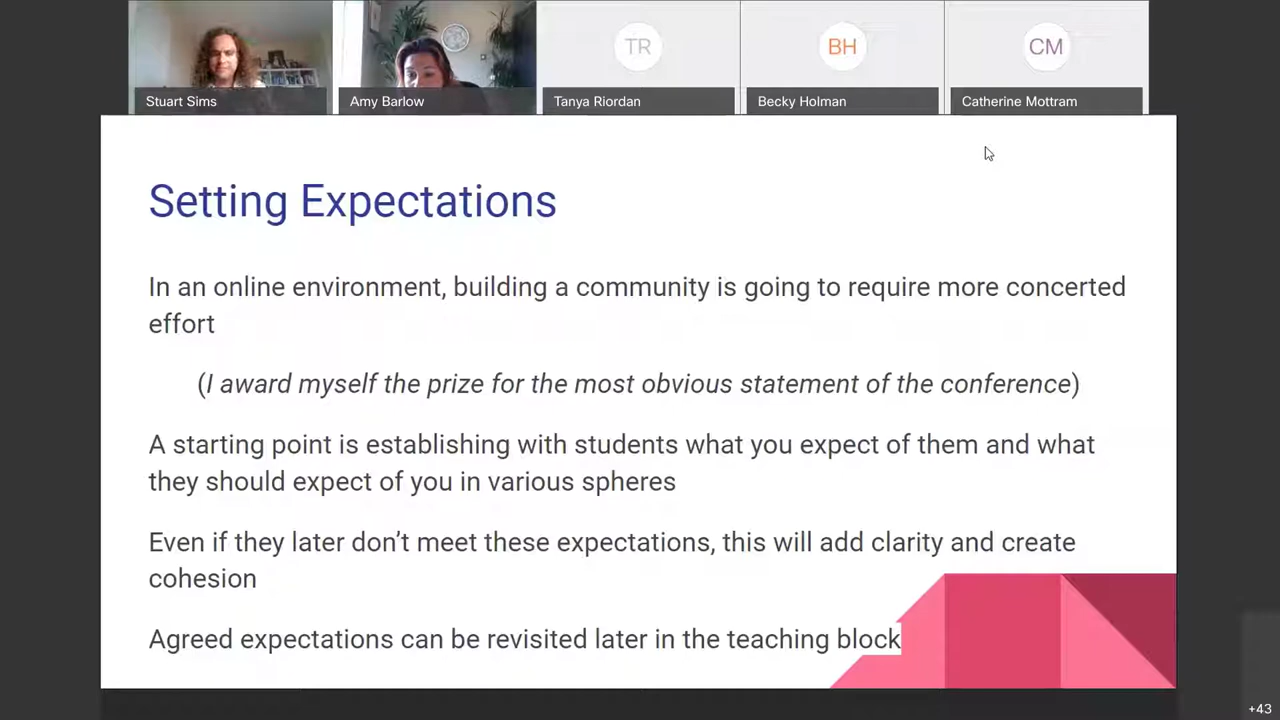 TR
BH
CM
Stuart Sims
Amy Barlow
Tanya Riordan
Becky Holman
Catherine Mottram
Setting Expectations
In an online environment, building a community is going to require more concerted
effort
(I award myself the prize for the most obvious statement of the conference)
A starting point is establishing with students what you expect of them and what
they should expect of you in various spheres
Even if they later don’t meet these expectations, this will add clarity and create
cohesion
Agreed expectations can be revisited later in the teaching block
+43